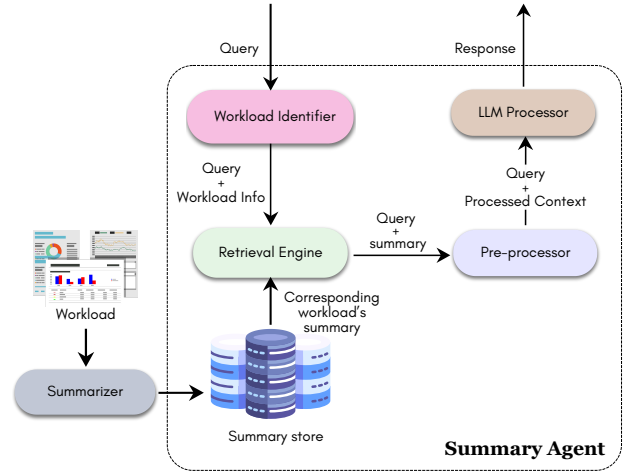 Query
Response
Workload Identifier
LLM Processor
Query
+
Workload Info
Query
+
Processed Context
Retrieval Engine
Query
+
summary
Pre-processor
Corresponding
workload's
summary
Workload
Summarizer
Summary store
Summary Agent